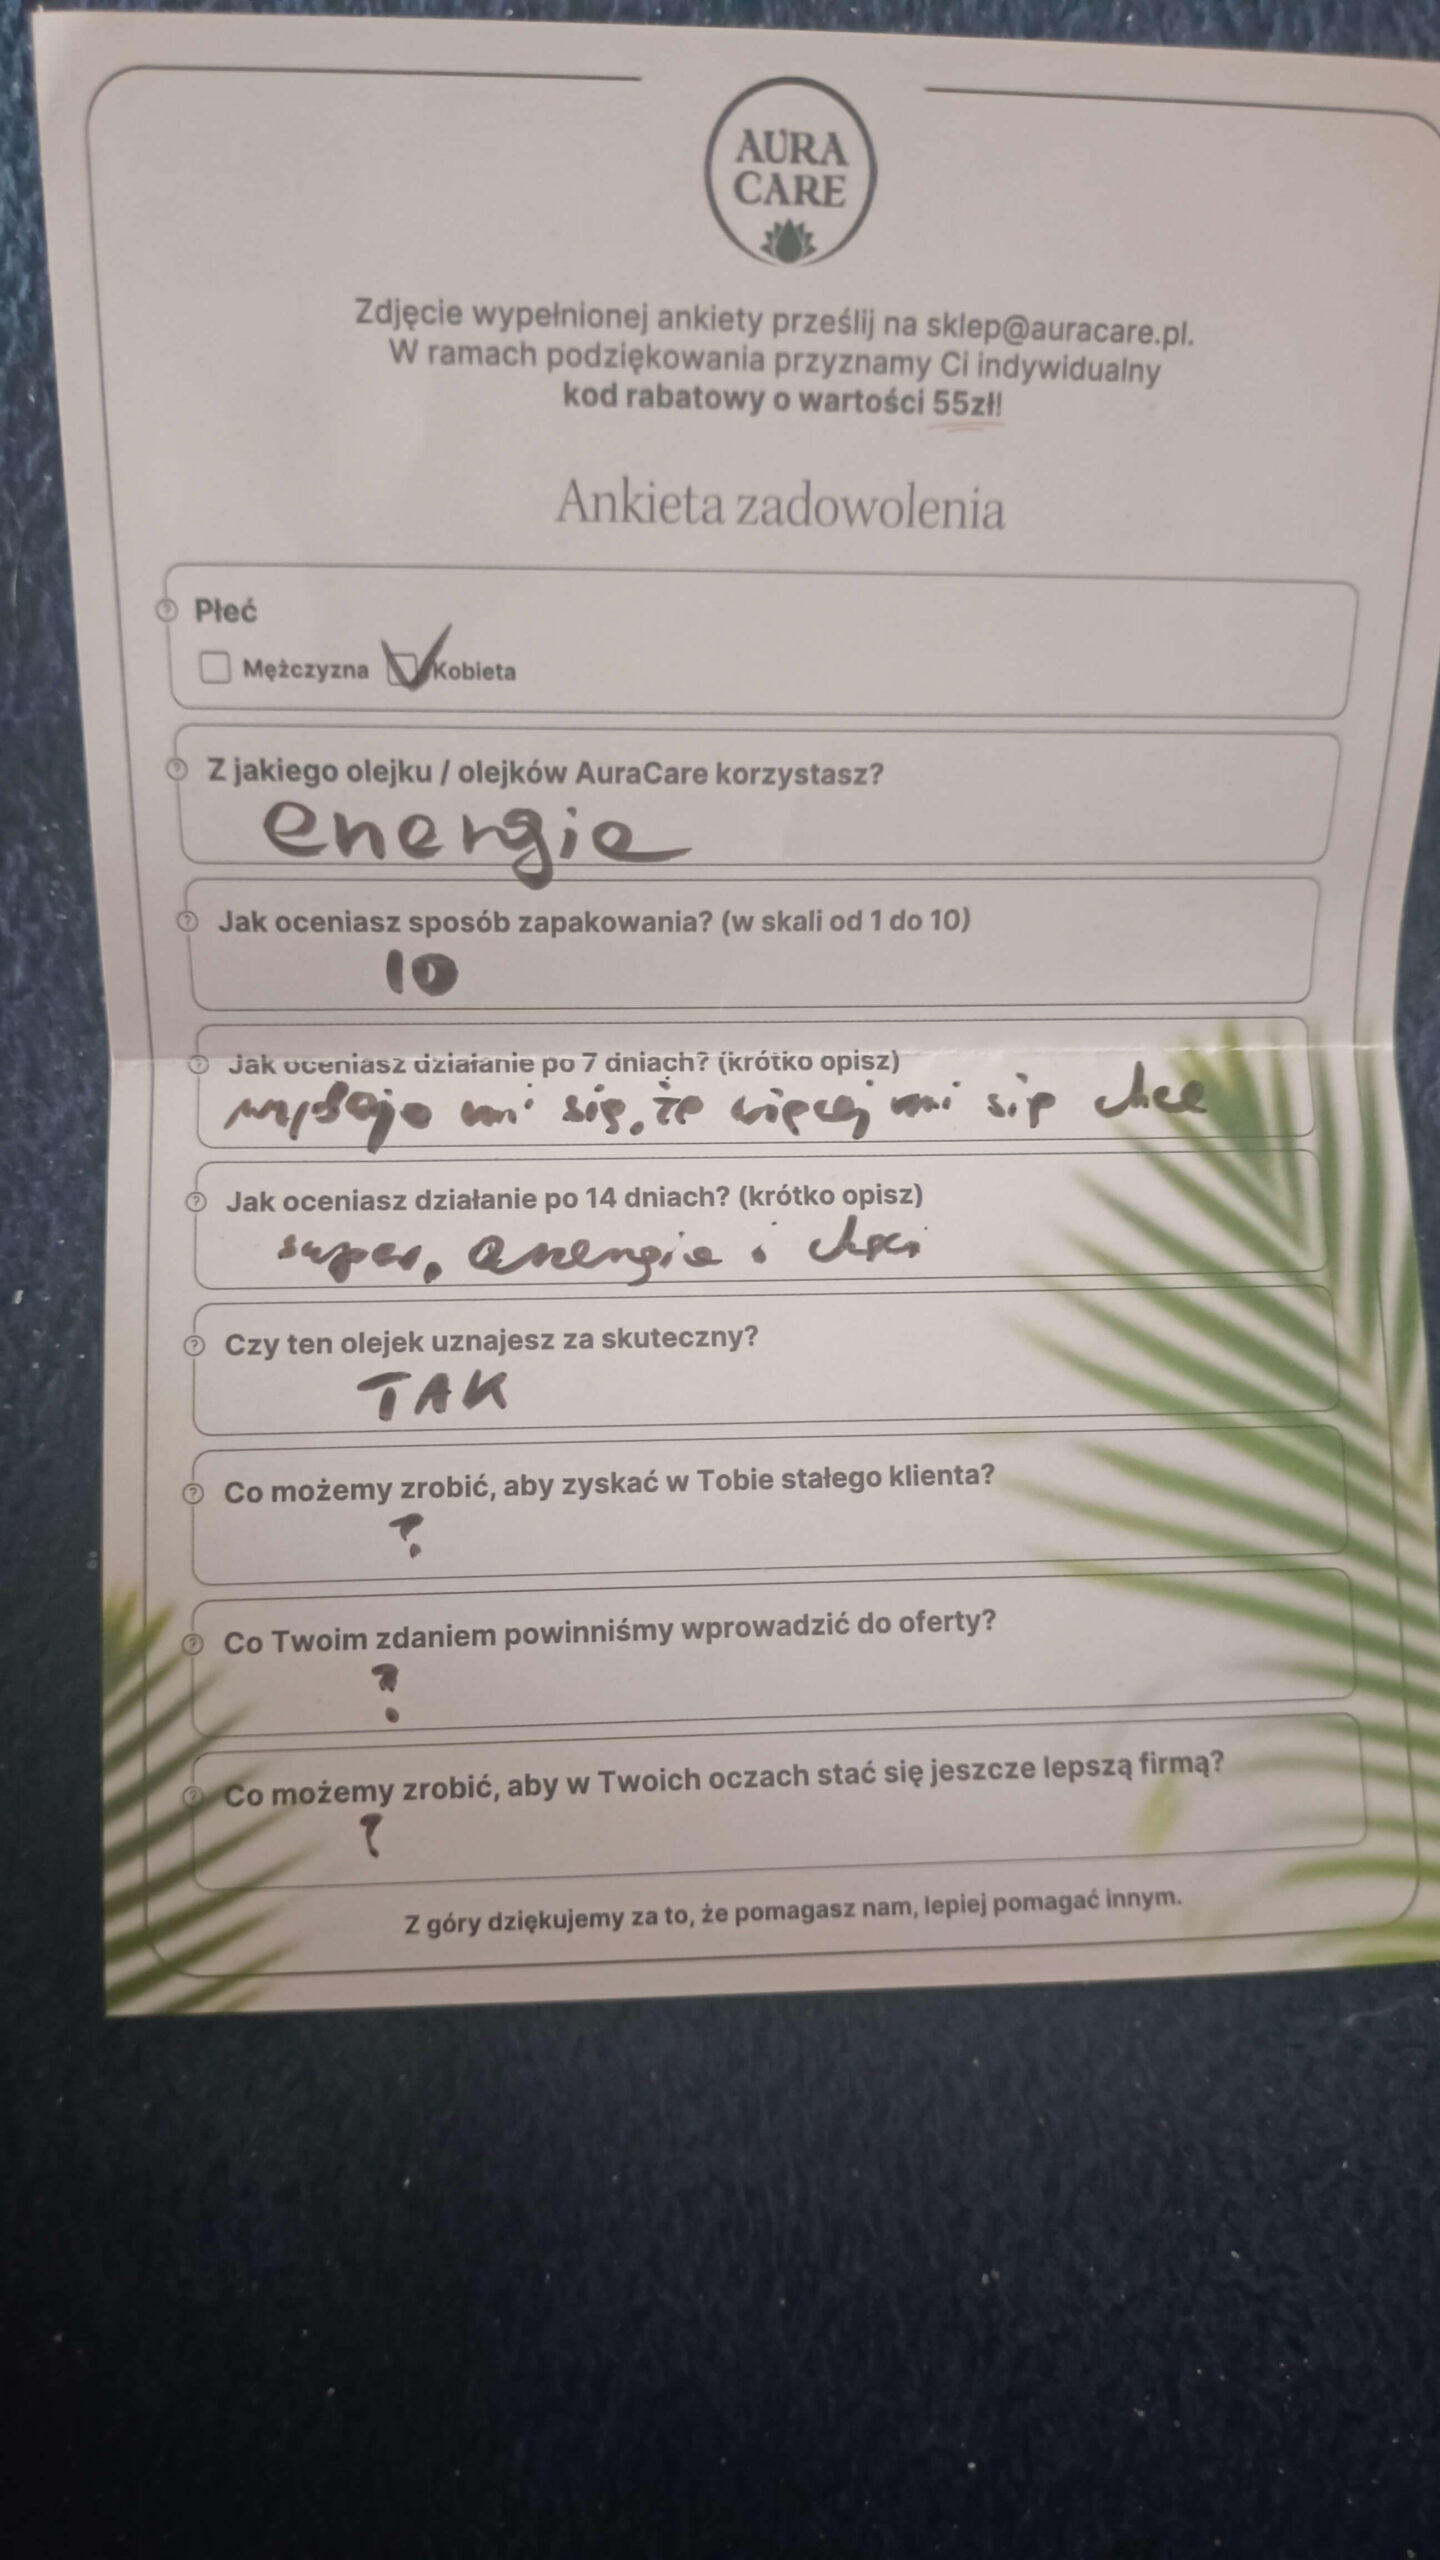 AURA
CARE
Zdjęcie wypełnionej ankiety prześlij na sklep@auracare.pl.
W ramach podziękowania przyznamy Ci indywidualny
kod rabatowy o wartości 55zł!
Ankieta zadowolenia
Płeć
Mężczyzna Kobieta
Z jakiego olejku / olejków AuraCare korzystasz?
energia
Jak oceniasz sposób zapakowania? (w skali od 1 do 10)
10
Jak oceniasz działanie po 7 dniach? (krótko opisz)
wydaje mi się, że więcej mi się chce
Jak oceniasz działanie po 14 dniach? (krótko opisz)
super, energia i chęci
Czy ten olejek uznajesz za skuteczny?
TAK
Co możemy zrobić, aby zyskać w Tobie stałego klienta?
?
Co Twoim zdaniem powinniśmy wprowadzić do oferty?
?
Co możemy zrobić, aby w Twoich oczach stać się jeszcze lepszą firmą?
?
Z góry dziękujemy za to, że pomagasz nam, lepiej pomagać innym.